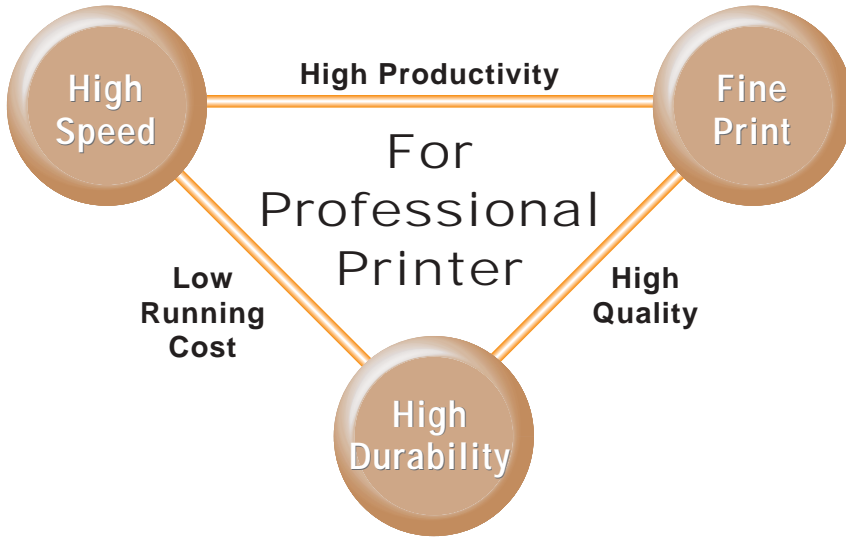 High Productivity
High
Speed
Fine
Print
For
Professional
Printer
Low
Running
Cost
High
Quality
High
Durability